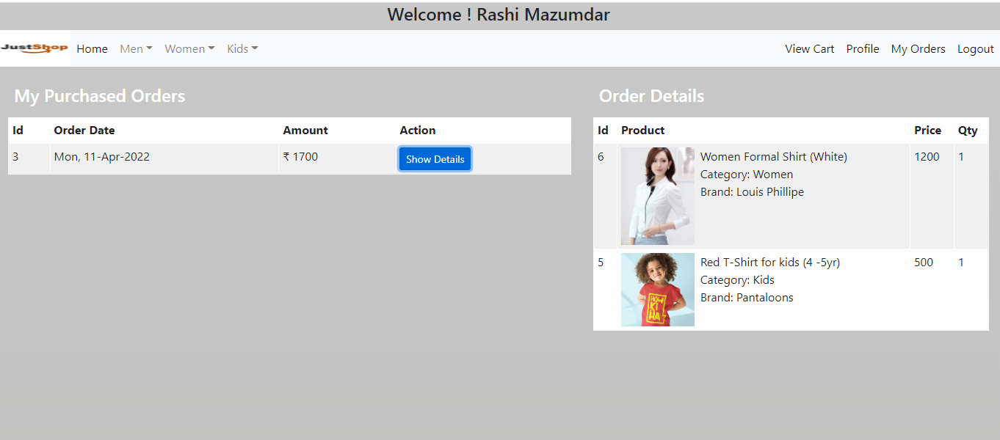 Welcome ! Rashi Mazumdar
JustShop Home Men Women Kids View Cart Profile My Orders Logout
My Purchased Orders
Id Order Date Amount Action
3 Mon, 11-Apr-2022 ₹ 1700 Show Details
Order Details
Id Product Price Qty
6 Women Formal Shirt (White) 1200 1
Category: Women
Brand: Louis Phillipe
5 Red T-Shirt for kids (4 -5yr) 500 1
Category: Kids
Brand: Pantaloons
KI
HA